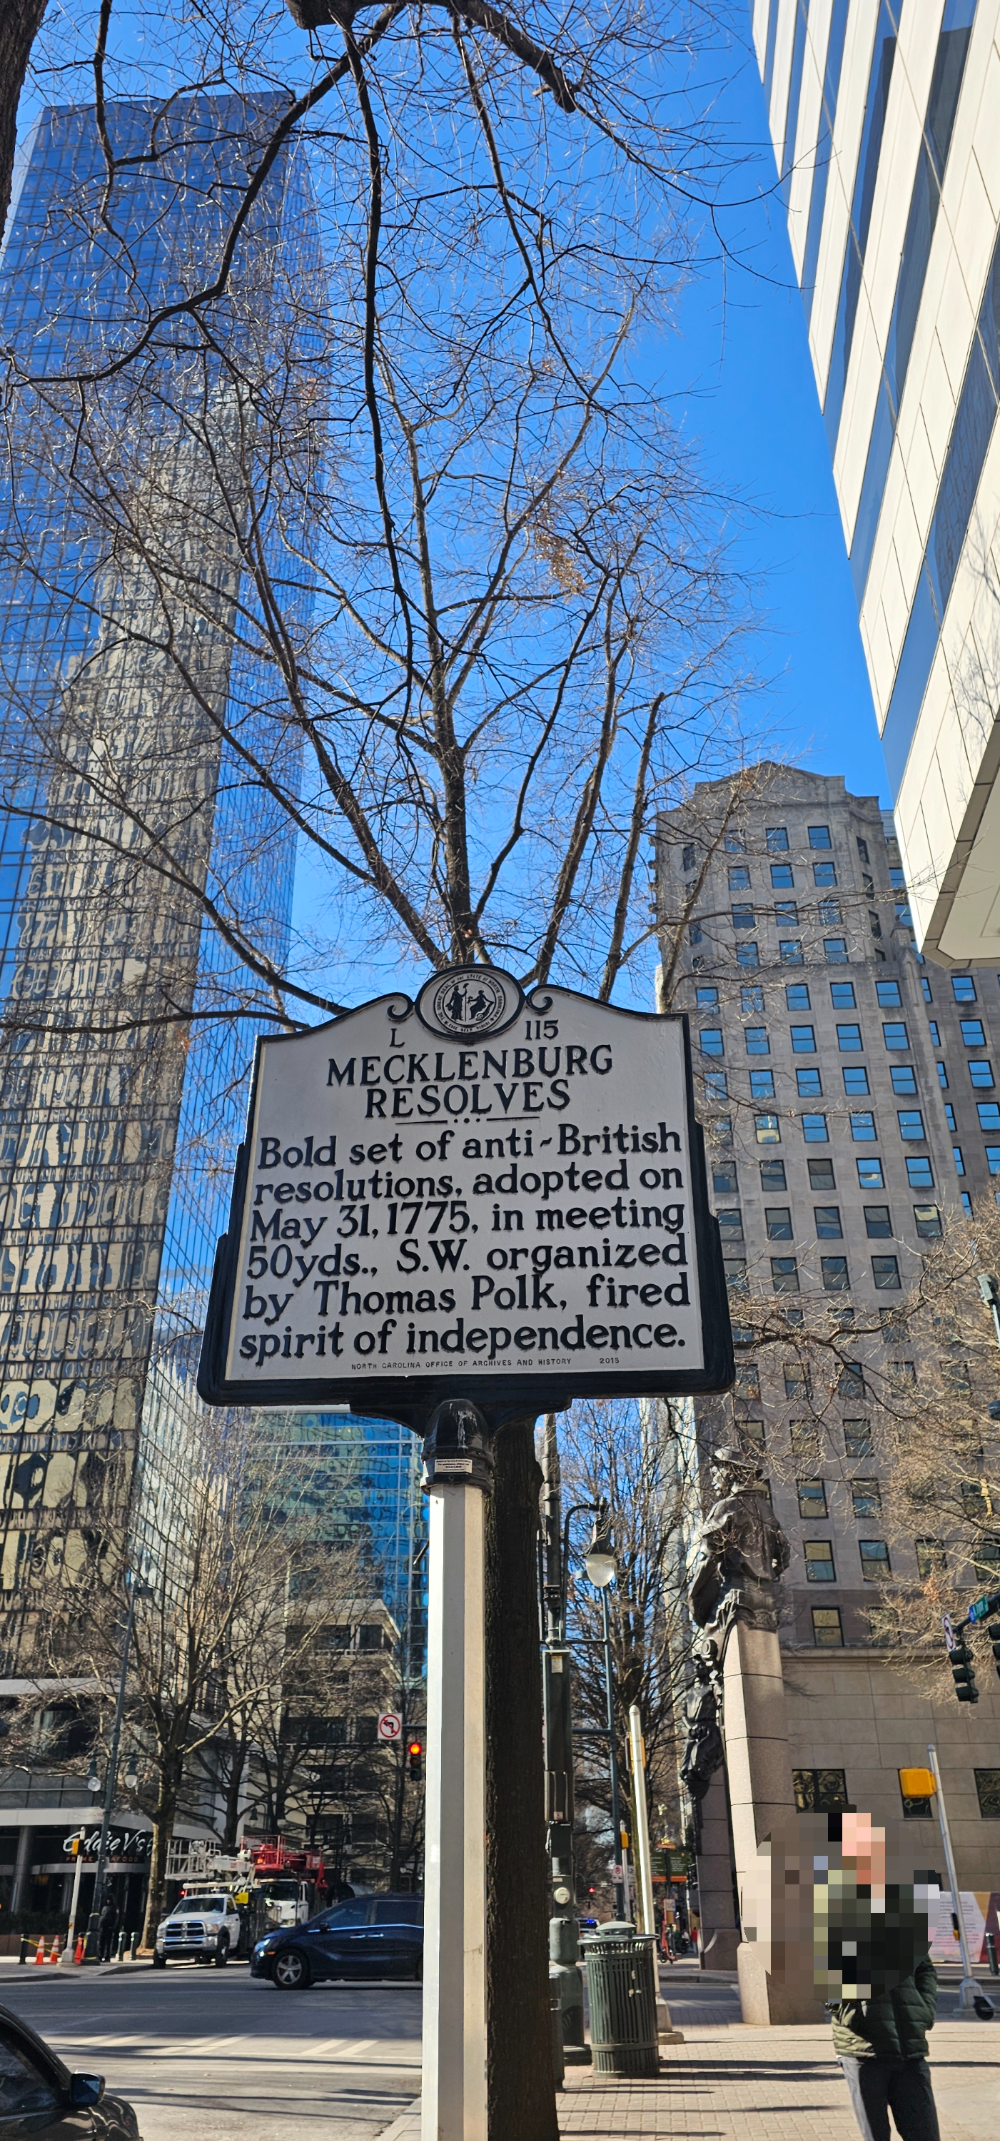 L 115
MECKLENBURG
RESOLVES
Bold set of anti-British
resolutions, adopted on
May 31, 1775, in meeting
50yds., S.W. organized
by Thomas Polk, fired
spirit of independence.
NORTH CAROLINA OFFICE OF ARCHIVES AND HISTORY 2015
Eddie V's